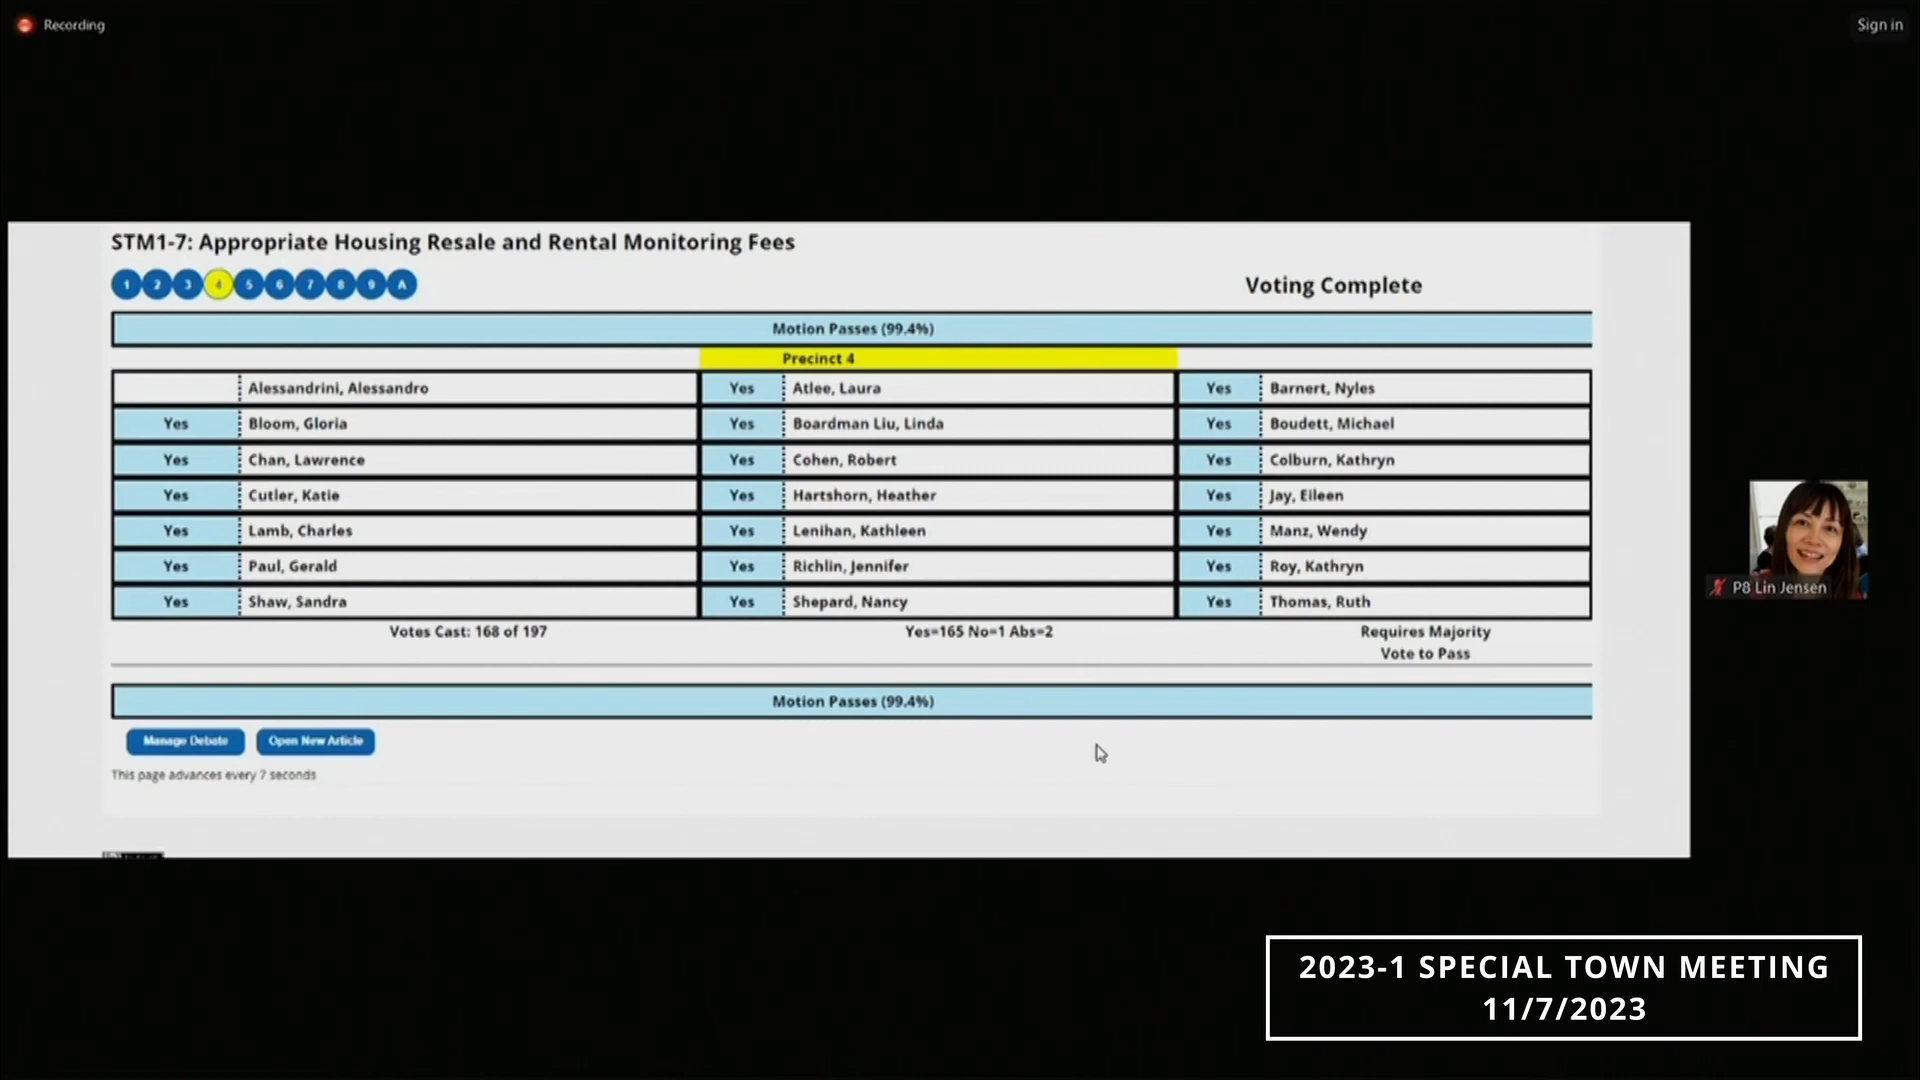 Recording
Sign in
STM1-7: Appropriate Housing Resale and Rental Monitoring Fees
1 2 3 4 5 6 7 8 9 A
Voting Complete
Motion Passes (99.4%)
Precinct 4
Alessandrini, Alessandro Yes Atlee, Laura Yes Barnert, Nyles
Yes Bloom, Gloria Yes Boardman Liu, Linda Yes Boudett, Michael
Yes Chan, Lawrence Yes Cohen, Robert Yes Colburn, Kathryn
Yes Cutler, Katie Yes Hartshorn, Heather Yes Jay, Eileen
Yes Lamb, Charles Yes Lenihan, Kathleen Yes Manz, Wendy
Yes Paul, Gerald Yes Richlin, Jennifer Yes Roy, Kathryn
Yes Shaw, Sandra Yes Shepard, Nancy Yes Thomas, Ruth
Votes Cast: 168 of 197 Yes=165 No=1 Abs=2 Requires Majority
Vote to Pass
Motion Passes (99.4%)
Manage Debate Open New Article
This page advances every 7 seconds
P8 Lin Jensen
2023-1 SPECIAL TOWN MEETING
11/7/2023